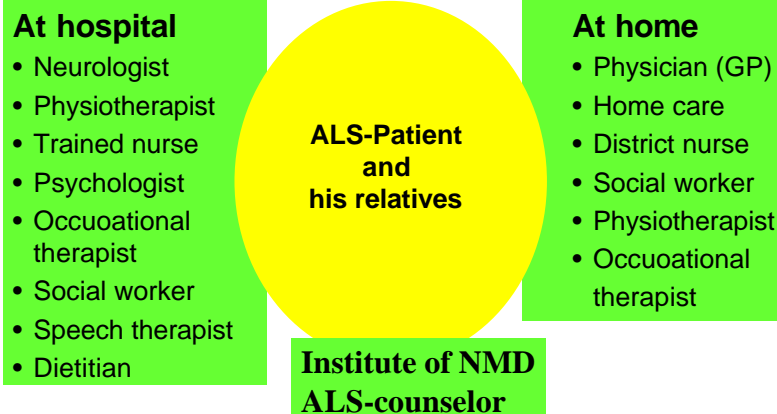 At hospital
• Neurologist
• Physiotherapist
• Trained nurse
• Psychologist
• Occuoational
therapist
• Social worker
• Speech therapist
• Dietitian
ALS-Patient
and
his relatives
At home
• Physician (GP)
• Home care
• District nurse
• Social worker
• Physiotherapist
• Occuoational
therapist
Institute of NMD
ALS-counselor